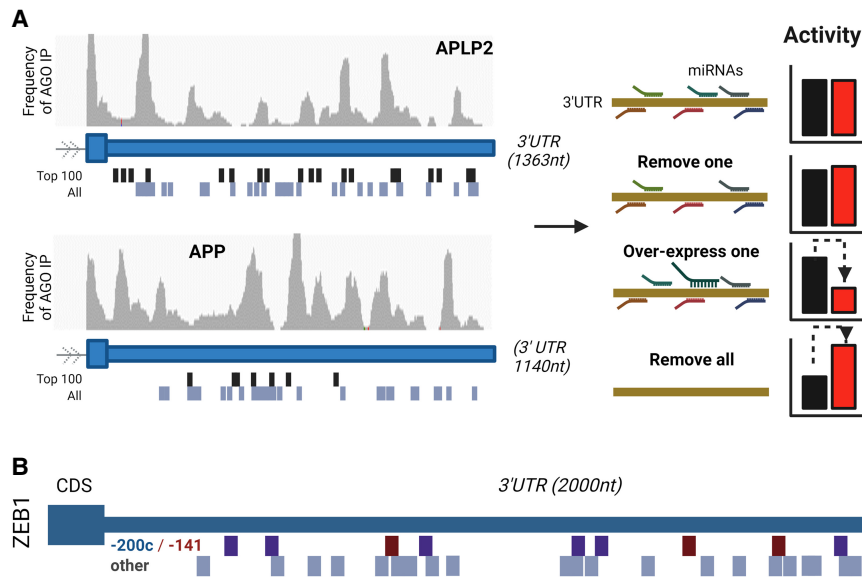 A
APLP2
Frequency
of AGO IP
3'UTR
(1363nt)
Top 100
All
APP
Frequency
of AGO IP
(3' UTR
1140nt)
Top 100
All
Activity
miRNAs
3'UTR
Remove one
Over-express one
Remove all
B
ZEB1
CDS
3'UTR (2000nt)
-200c / -141
other